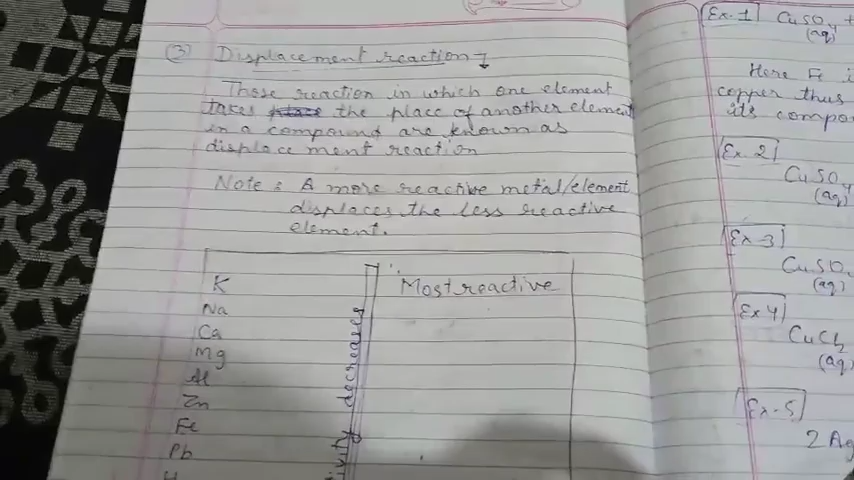 (3) Displacement reaction
Those reaction in which one element
takes the place of another element
in a compound are known as
displacement reaction
Note : A more reactive metal/element
displaces the less reactive
element.
K
Most reactive
Na
Ca
Mg
Al
Zn
Fe
Pb
H
decreases
Ex-1 CuSO4 +
(aq)
Here Fe i
copper thus
its compo
Ex-2
CuSO4
(aq)
Ex-3
CuSO4
(aq)
Ex 4
CuCl2
(aq)
Ex-5
2 Ag